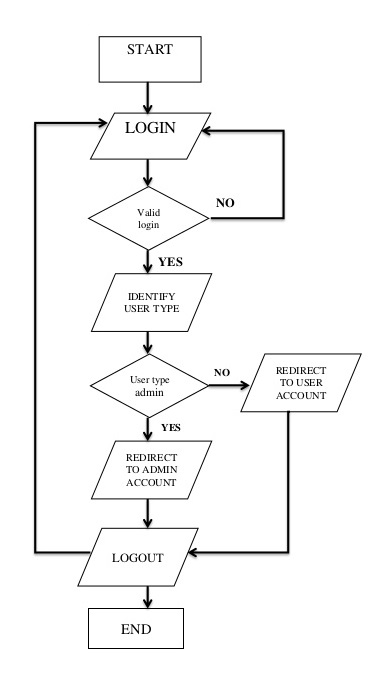 START
LOGIN
Valid
login
NO
YES
IDENTIFY
USER TYPE
User type
admin
NO
REDIRECT
TO USER
ACCOUNT
YES
REDIRECT
TO ADMIN
ACCOUNT
LOGOUT
END